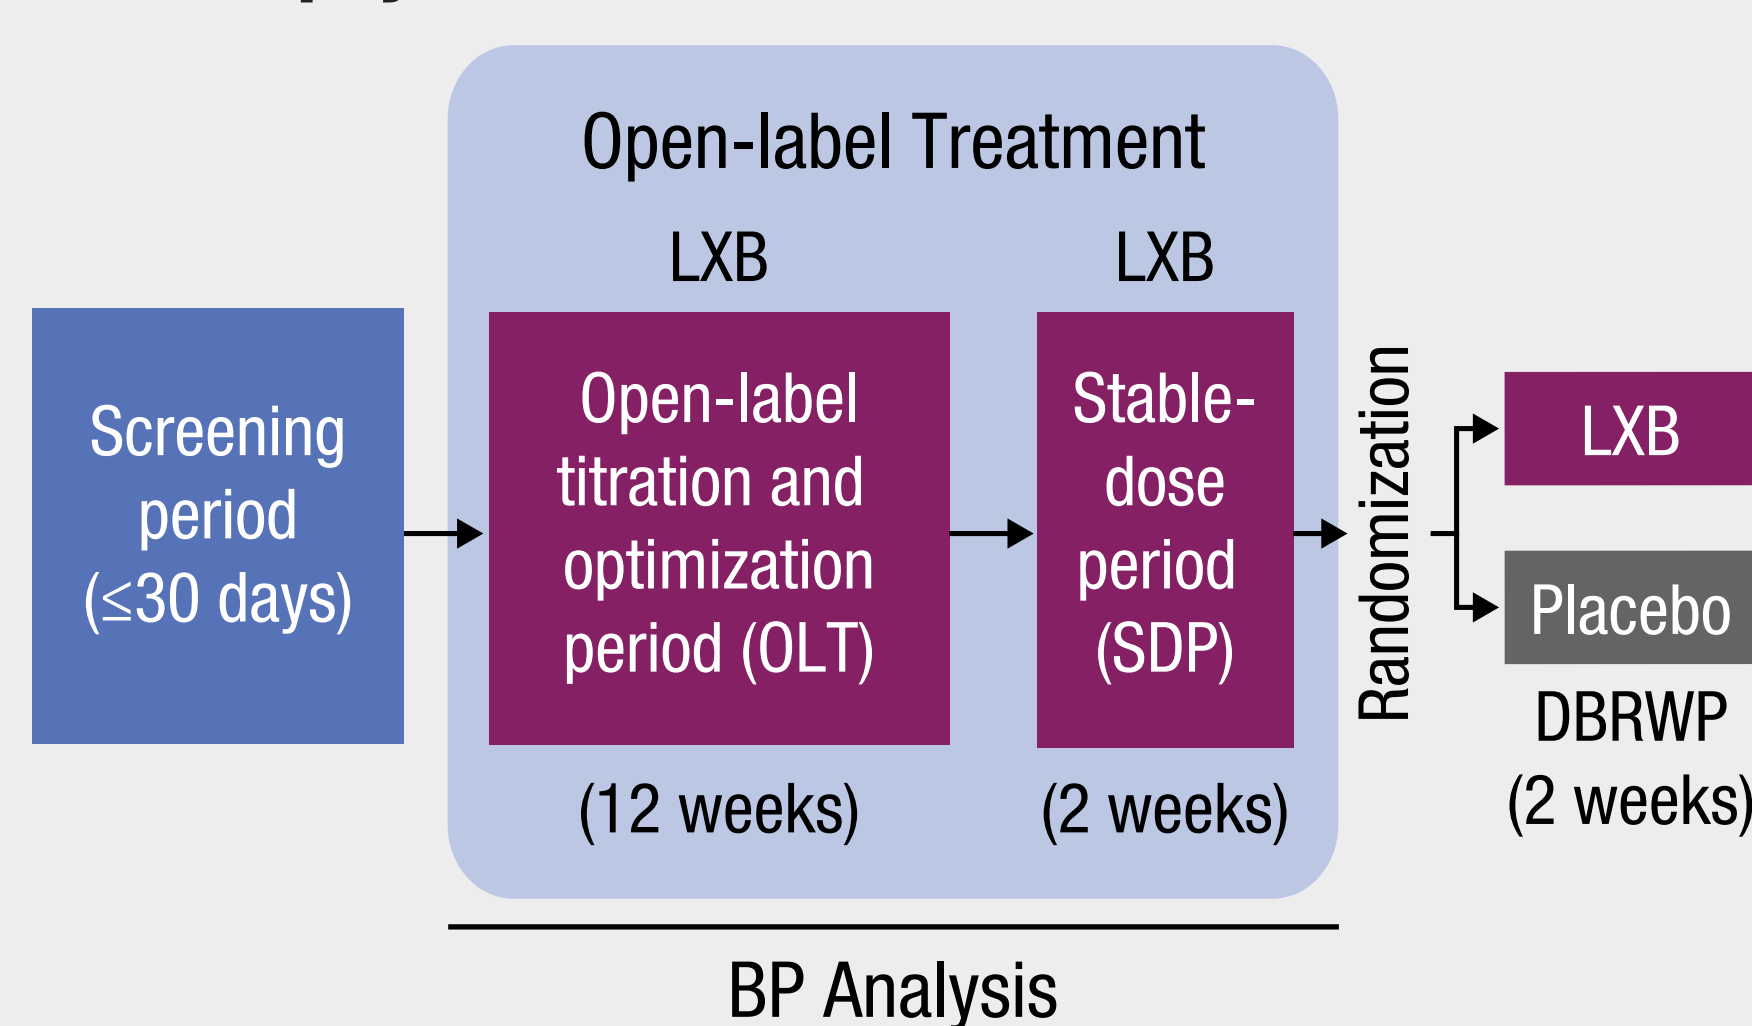 Open-label Treatment
LXB
LXB
Screening
period
(≤30 days)
Open-label
titration and
optimization
period (OLT)
Stable-
dose
period
(SDP)
(12 weeks)
(2 weeks)
Randomization
LXB
Placebo
DBRWP
(2 weeks)
BP Analysis